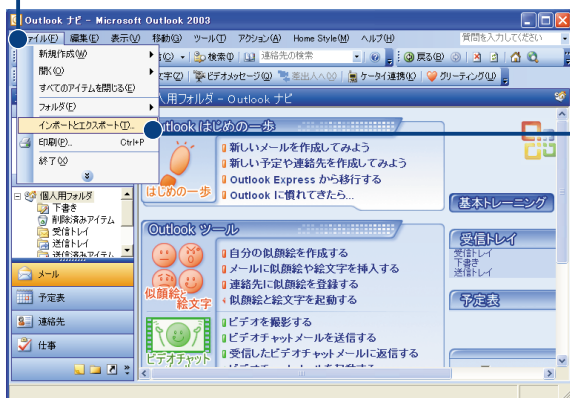 Outlook ナビ - Microsoft Outlook 2003
ァイル(F) 編集(E) 表示(V) 移動(G) ツール(T) アクション(A) Home Style(M) ヘルプ(H) 質問を入力してください
新規作成(W)
開く(O)
すべてのアイテムを閉じる(E)
フォルダ(F)
インポートとエクスポート(T)...
印刷(P)... Ctrl+P
終了(X)
検索(I) 連絡先の検索 戻る(B)
文字(Z) ビデオメッセージ(Q) 差出人へ(X) ケータイ連携(K) グリーティング(U)
人用フォルダ - Outlook ナビ
Outlook はじめの一歩
はじめの一歩
新しいメールを作成してみよう
新しい予定や連絡先を作成してみよう
Outlook Express から移行する
Outlook に慣れてきたら...
個人用フォルダ
下書き
削除済みアイテム
受信トレイ
送信トレイ
送信済みアイテム
メール
予定表
連絡先
仕事
Outlook ツール
似顔絵と
絵文字
自分の似顔絵を作成する
メールに似顔絵や絵文字を挿入する
連絡先に似顔絵を登録する
似顔絵と絵文字を起動する
ビデオチャット
ビデオを撮影する
ビデオチャットメールを送信する
受信したビデオチャットメールに返信する
基本トレーニング
受信トレイ
受信トレイ
下書き
送信トレイ
予定表